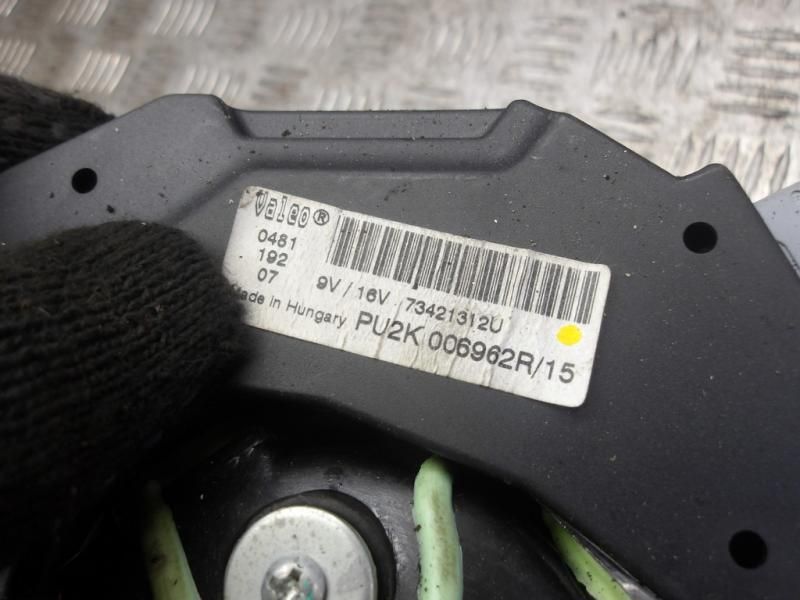 Valeo®
0481
192
07
9V / 16V 73421312U
Made in Hungary PU2K 006962R/15